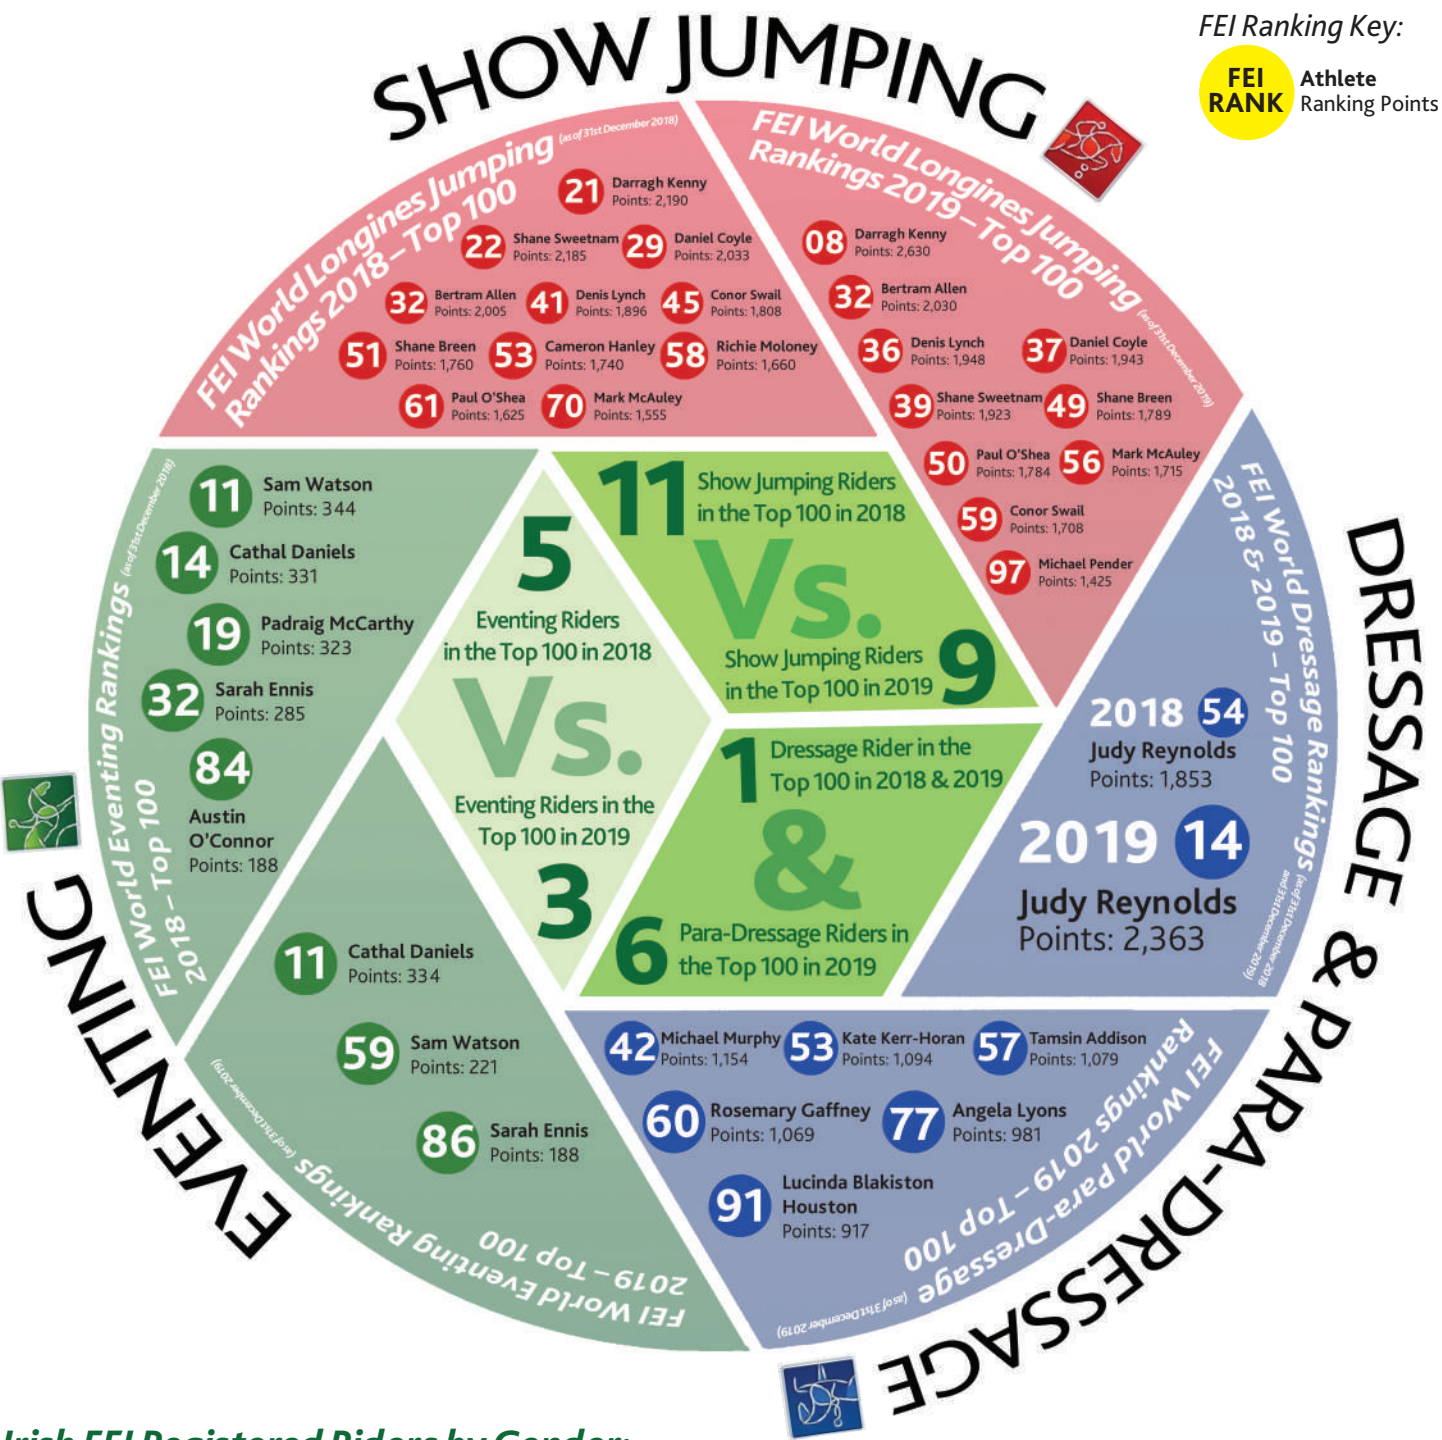 FEI Ranking Key:
FEI
RANK
Athlete
Ranking Points
SHOW JUMPING
FEI World Longines Jumping (as of 31st December 2018)
Rankings 2018 – Top 100
21 Darragh Kenny
Points: 2,190
22 Shane Sweetnam
Points: 2,185
29 Daniel Coyle
Points: 2,033
32 Bertram Allen
Points: 2,005
41 Denis Lynch
Points: 1,896
45 Conor Swail
Points: 1,808
51 Shane Breen
Points: 1,760
53 Cameron Hanley
Points: 1,740
58 Richie Moloney
Points: 1,660
61 Paul O'Shea
Points: 1,625
70 Mark McAuley
Points: 1,555
FEI World Longines Jumping (as of 31st December 2019)
Rankings 2019 – Top 100
08 Darragh Kenny
Points: 2,630
32 Bertram Allen
Points: 2,030
36 Denis Lynch
Points: 1,948
37 Daniel Coyle
Points: 1,943
39 Shane Sweetnam
Points: 1,923
49 Shane Breen
Points: 1,789
50 Paul O'Shea
Points: 1,784
56 Mark McAuley
Points: 1,715
59 Conor Swail
Points: 1,708
97 Michael Pender
Points: 1,425
11 Show Jumping Riders
in the Top 100 in 2018
Vs.
Show Jumping Riders
in the Top 100 in 2019 9
5
Eventing Riders
in the Top 100 in 2018
Vs.
Eventing Riders in the
Top 100 in 2019
3
1 Dressage Rider in the
Top 100 in 2018 & 2019
&
6 Para-Dressage Riders in
the Top 100 in 2019
DRESSAGE & PARA-DRESSAGE
FEI World Dressage Rankings (as of 31st December 2018
and 31st December 2019)
2018 & 2019 – Top 100
2018 54
Judy Reynolds
Points: 1,853
2019 14
Judy Reynolds
Points: 2,363
42 Michael Murphy
Points: 1,154
53 Kate Kerr-Horan
Points: 1,094
57 Tamsin Addison
Points: 1,079
60 Rosemary Gaffney
Points: 1,069
77 Angela Lyons
Points: 981
91 Lucinda Blakiston
Houston
Points: 917
FEI World Para-Dressage (as of 31st December 2019)
Rankings 2019 – Top 100
EVENTING
FEI World Eventing Rankings (as of 31st December 2018)
2018 – Top 100
11 Sam Watson
Points: 344
14 Cathal Daniels
Points: 331
19 Padraig McCarthy
Points: 323
32 Sarah Ennis
Points: 285
84
Austin
O'Connor
Points: 188
11 Cathal Daniels
Points: 334
59 Sam Watson
Points: 221
86 Sarah Ennis
Points: 188
FEI World Eventing Rankings (as of 31st December 2019)
2019 – Top 100
Irish FEI Registered Riders by Gender: